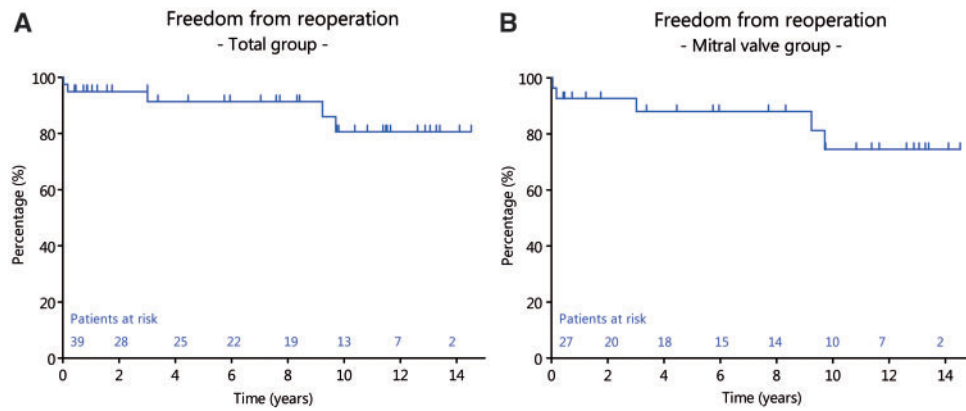 A
Freedom from reoperation
- Total group -
100
80
60
40
20
0
Percentage (%)
Patients at risk
39 28 25 22 19 13 7 2
0 2 4 6 8 10 12 14
Time (years)
B
Freedom from reoperation
- Mitral valve group -
100
80
60
40
20
0
Percentage (%)
Patients at risk
27 20 18 15 14 10 7 2
0 2 4 6 8 10 12 14
Time (years)